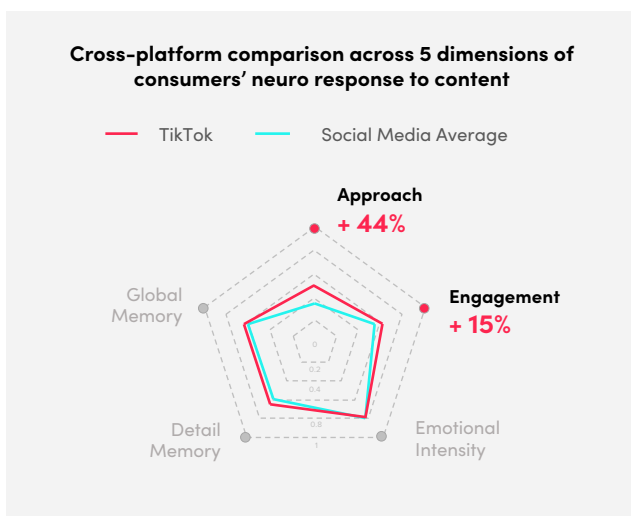 Cross-platform comparison across 5 dimensions of
consumers’ neuro response to content
TikTok
Social Media Average
Approach
+ 44%
Global
Memory
Engagement
+ 15%
0
0.2
0.4
0.8
1
Detail
Memory
Emotional
Intensity